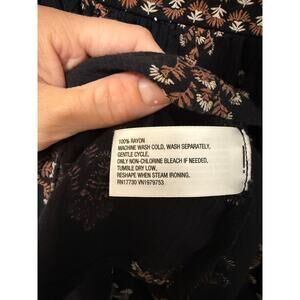 100% RAYON
MACHINE WASH COLD, WASH SEPARATELY,
GENTLE CYCLE.
ONLY NON-CHLORINE BLEACH IF NEEDED.
TUMBLE DRY LOW.
RESHAPE WHEN STEAM IRONING.
RN17730 VN1979753